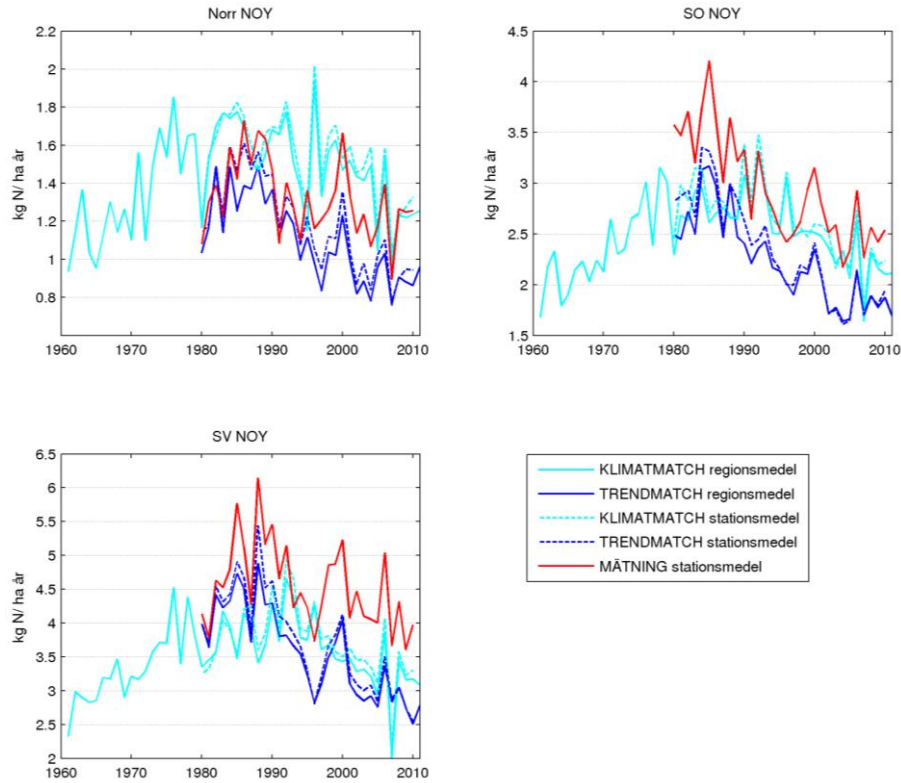 Norr NOY
2.2
2
1.8
1.6
1.4
1.2
1
0.8
kg N/ ha år
1960 1970 1980 1990 2000 2010
SO NOY
4.5
4
3.5
3
2.5
2
1.5
kg N/ ha år
1960 1970 1980 1990 2000 2010
SV NOY
6.5
6
5.5
5
4.5
4
3.5
3
2.5
2
kg N/ ha år
1960 1970 1980 1990 2000 2010
KLIMATMATCH regionsmedel
TRENDMATCH regionsmedel
KLIMATMATCH stationsmedel
TRENDMATCH stationsmedel
MÄTNING stationsmedel